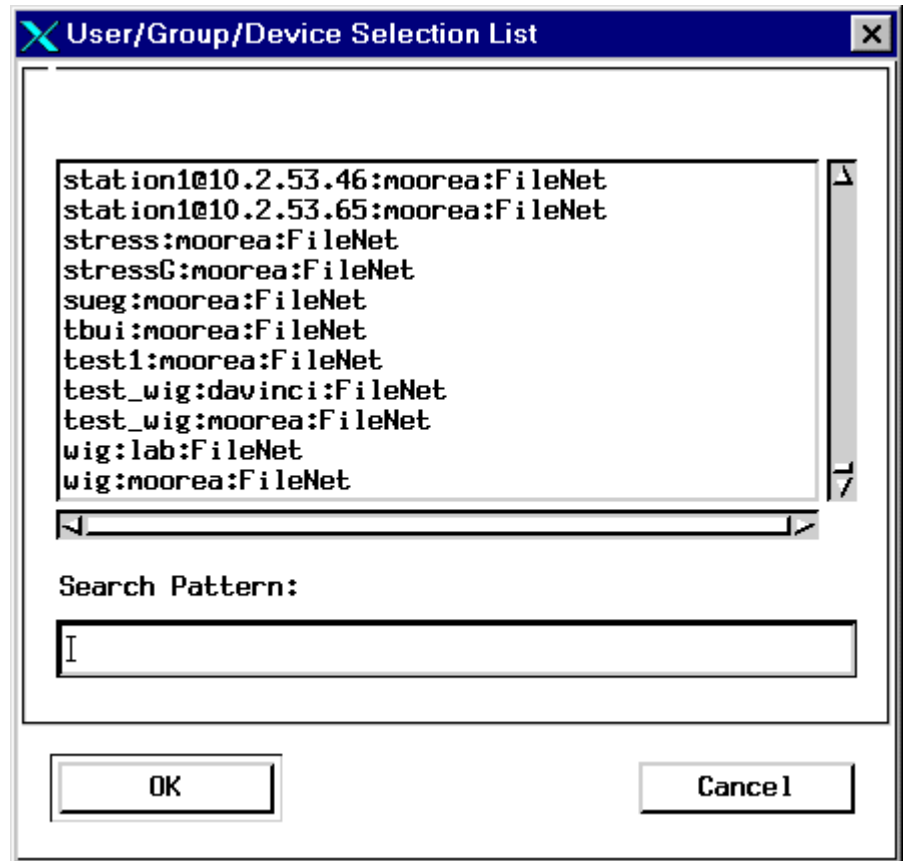 User/Group/Device Selection List
station1@10.2.53.46:moorea:FileNet
station1@10.2.53.65:moorea:FileNet
stress:moorea:FileNet
stressG:moorea:FileNet
sueg:moorea:FileNet
tbui:moorea:FileNet
test1:moorea:FileNet
test_wig:davinci:FileNet
test_wig:moorea:FileNet
wig:lab:FileNet
wig:moorea:FileNet
Search Pattern:
OK
Cancel